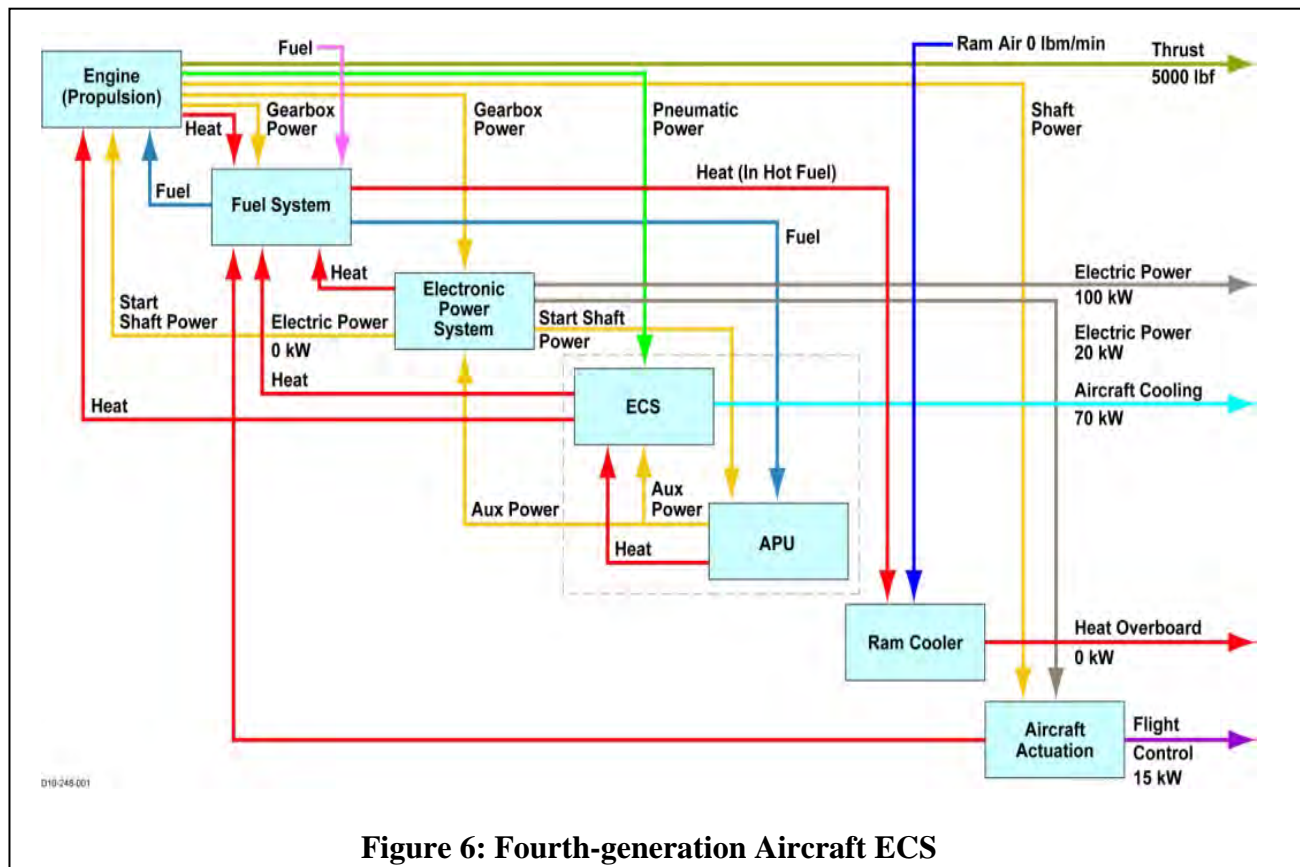 Fuel
Ram Air 0 lbm/min
Thrust
5000 lbf
Engine
(Propulsion)
Gearbox
Power
Heat
Gearbox
Power
Pneumatic
Power
Shaft
Power
Heat (In Hot Fuel)
Fuel
Fuel System
Fuel
Heat
Electronic
Power
System
Electric Power
100 kW
Start
Shaft Power
Electric Power
0 kW
Start Shaft
Power
Electric Power
20 kW
Heat
ECS
Aircraft Cooling
70 kW
Heat
Aux Power
Aux
Power
Heat
APU
Ram Cooler
Heat Overboard
0 kW
Aircraft
Actuation
Flight
Control
15 kW
D10-248-001
Figure 6: Fourth-generation Aircraft ECS